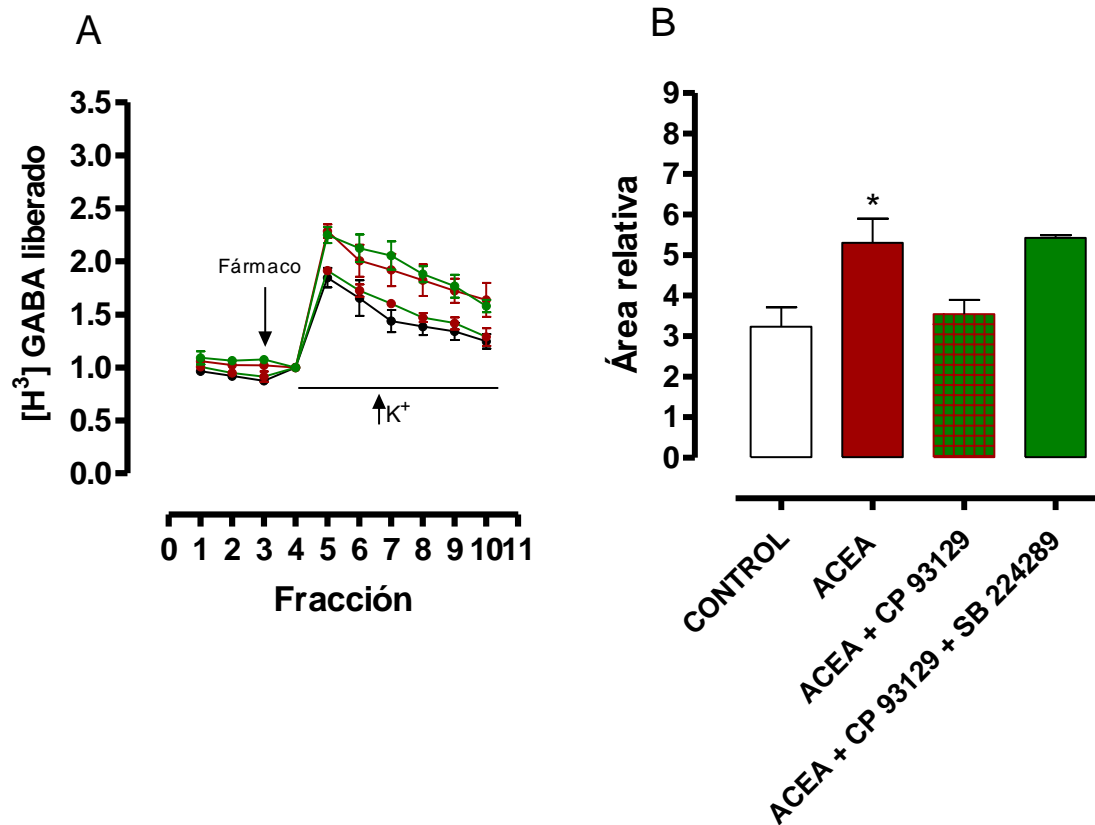 A
[H³] GABA liberado
3.5
3.0
2.5
2.0
1.5
1.0
0.5
0.0
Fármaco
K⁺
0 1 2 3 4 5 6 7 8 9 10 11
Fracción
B
Área relativa
9
8
7
6
5
4
3
2
1
0
*
CONTROL
ACEA
ACEA + CP 93129
ACEA + CP 93129 + SB 224289